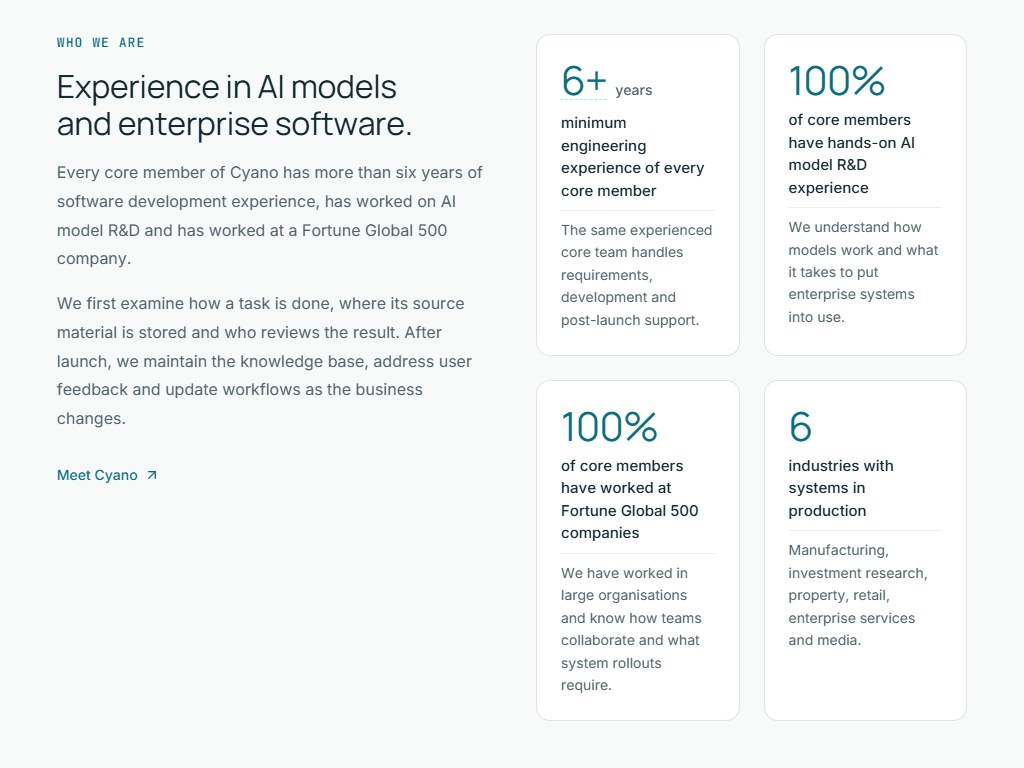 WHO WE ARE
Experience in AI models
and enterprise software.
Every core member of Cyano has more than six years of
software development experience, has worked on AI
model R&D and has worked at a Fortune Global 500
company.
We first examine how a task is done, where its source
material is stored and who reviews the result. After
launch, we maintain the knowledge base, address user
feedback and update workflows as the business
changes.
Meet Cyano
6+ years
minimum
engineering
experience of every
core member
The same experienced
core team handles
requirements,
development and
post-launch support.
100%
of core members
have hands-on AI
model R&D
experience
We understand how
models work and what
it takes to put
enterprise systems
into use.
100%
of core members
have worked at
Fortune Global 500
companies
We have worked in
large organisations
and know how teams
collaborate and what
system rollouts
require.
6
industries with
systems in
production
Manufacturing,
investment research,
property, retail,
enterprise services
and media.